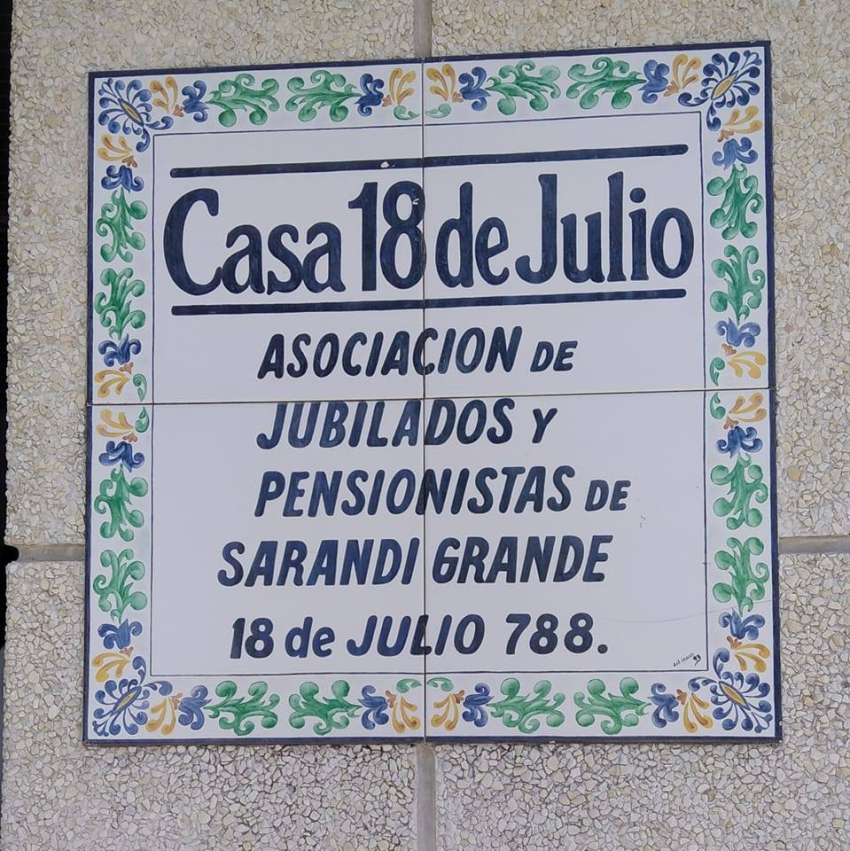 Casa 18 de Julio
ASOCIACION DE
JUBILADOS Y
PENSIONISTAS DE
SARANDI GRANDE
18 de JULIO 788.